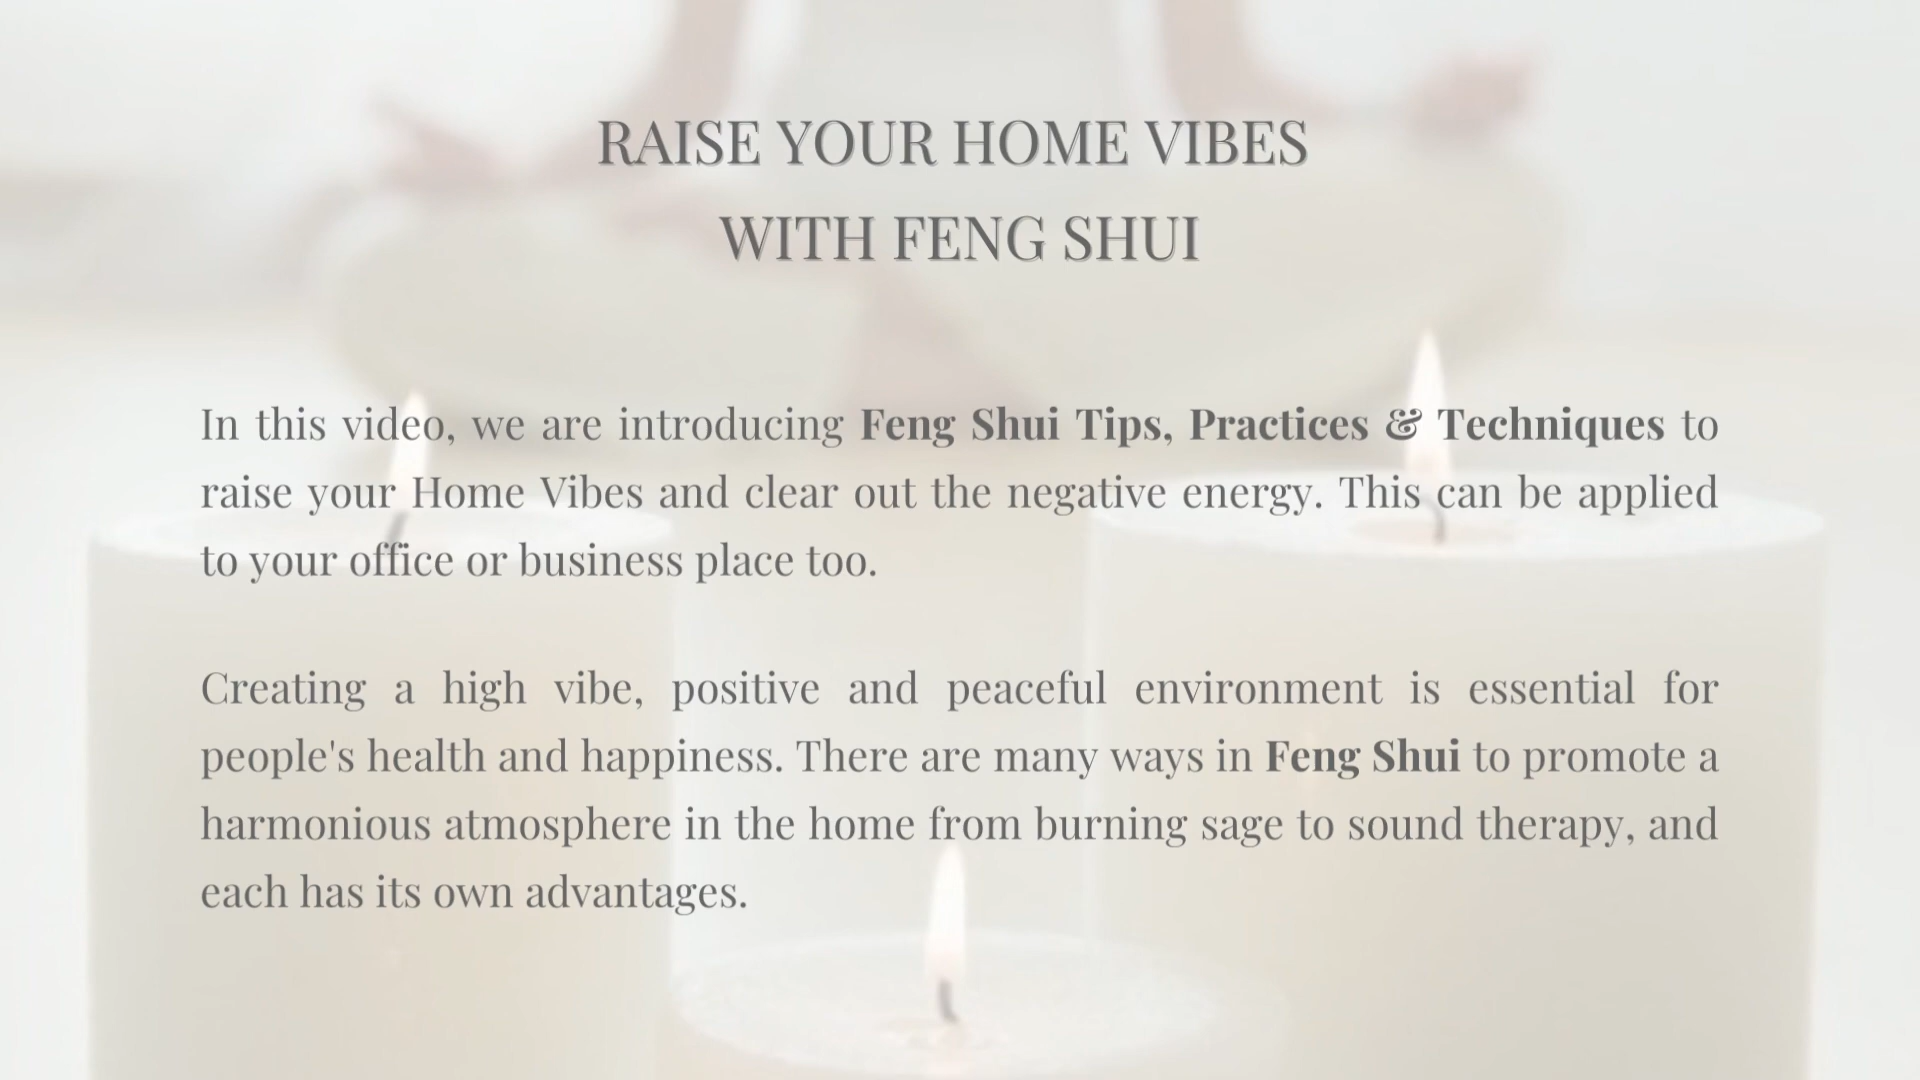 RAISE YOUR HOME VIBES
WITH FENG SHUI
In this video, we are introducing Feng Shui Tips, Practices & Techniques to
raise your Home Vibes and clear out the negative energy. This can be applied
to your office or business place too.
Creating a high vibe, positive and peaceful environment is essential for
people's health and happiness. There are many ways in Feng Shui to promote a
harmonious atmosphere in the home from burning sage to sound therapy, and
each has its own advantages.